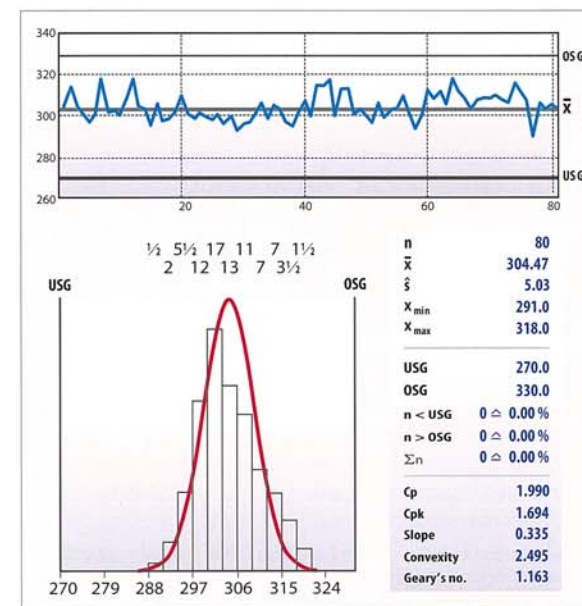 340
OSG
320
x̿
300
280
USG
260
20 40 60 80
½ 5½ 17 11 7 1½
2 12 13 7 3½
USG OSG
270 279 288 297 306 315 324
n 80
x̄ 304.47
ŝ 5.03
x min 291.0
x max 318.0
USG 270.0
OSG 330.0
n < USG 0 ≙ 0.00 %
n > OSG 0 ≙ 0.00 %
Σn 0 ≙ 0.00 %
Cp 1.990
Cpk 1.694
Slope 0.335
Convexity 2.495
Geary's no. 1.163